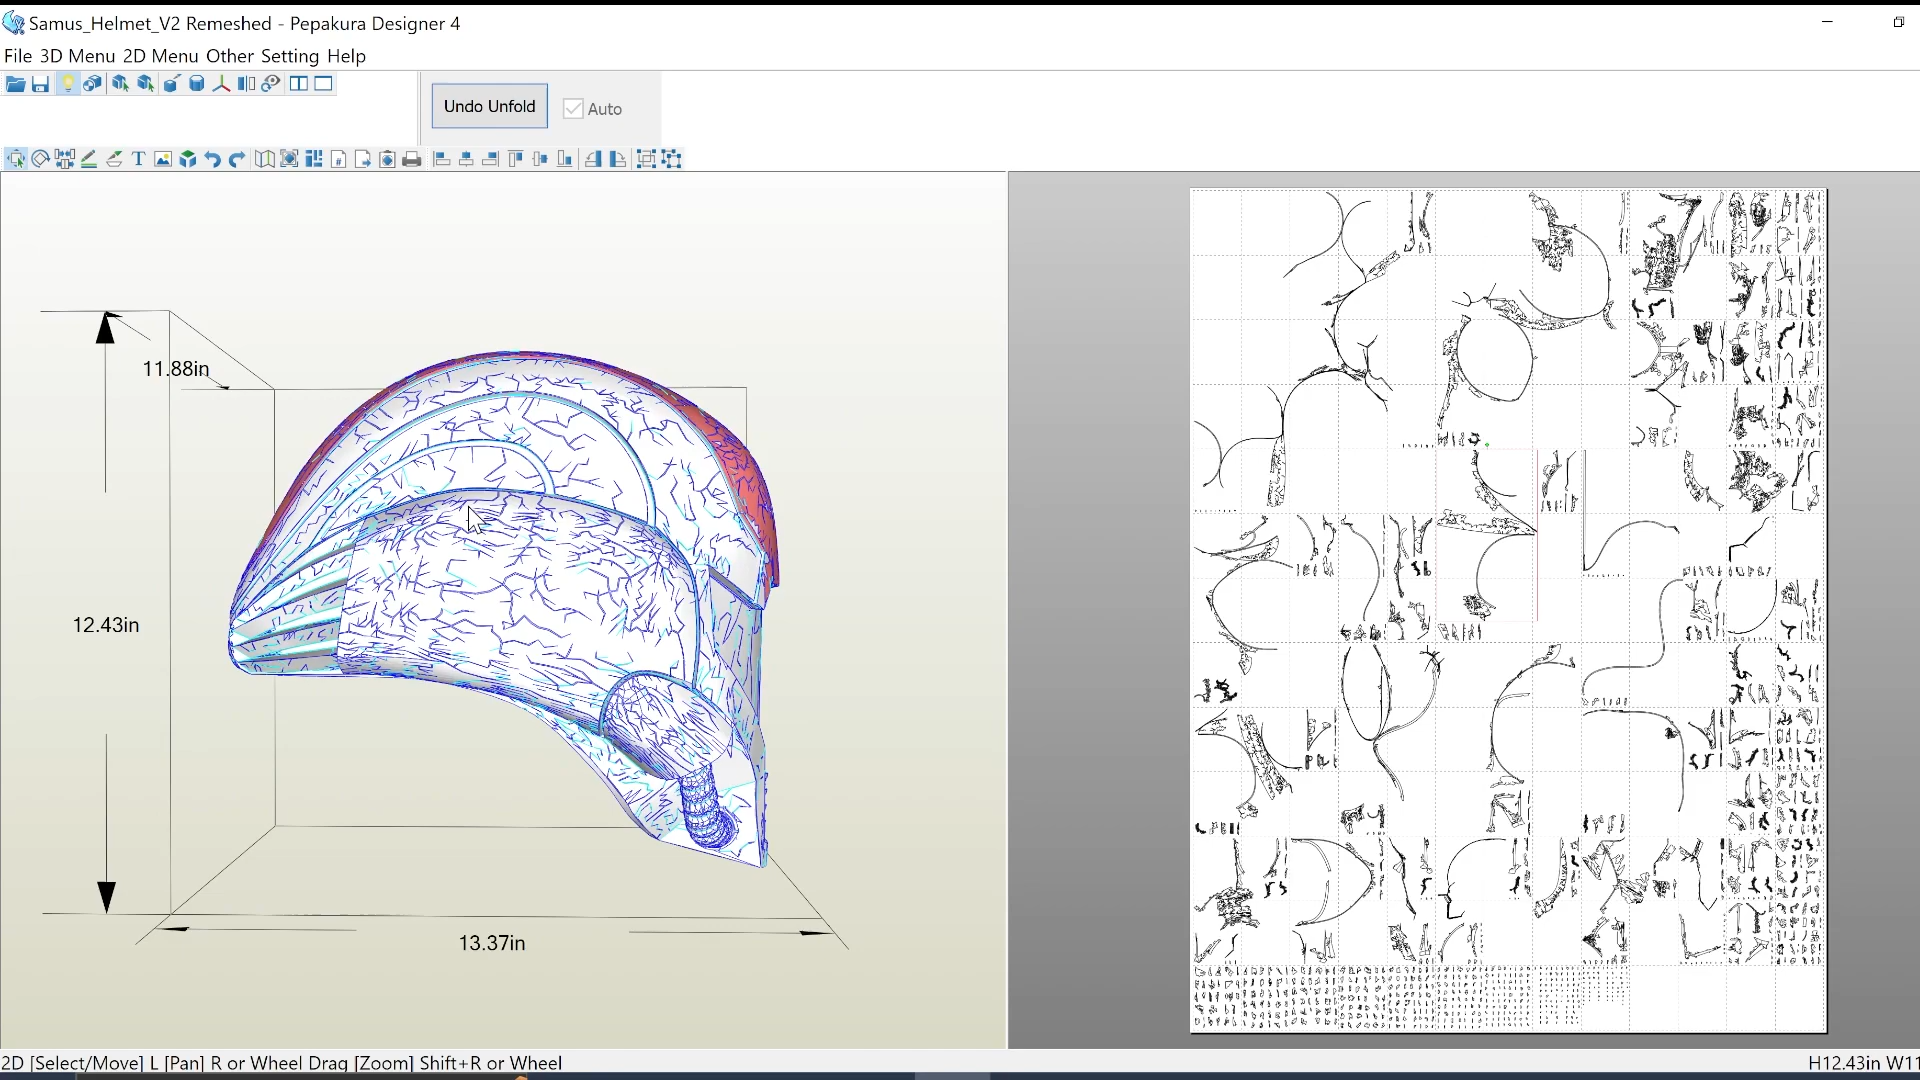 Samus_Helmet_V2 Remeshed - Pepakura Designer 4
File 3D Menu 2D Menu Other Setting Help
Undo Unfold
Auto
11.88in
12.43in
13.37in
2D [Select/Move] L [Pan] R or Wheel Drag [Zoom] Shift+R or Wheel
H12.43in W11